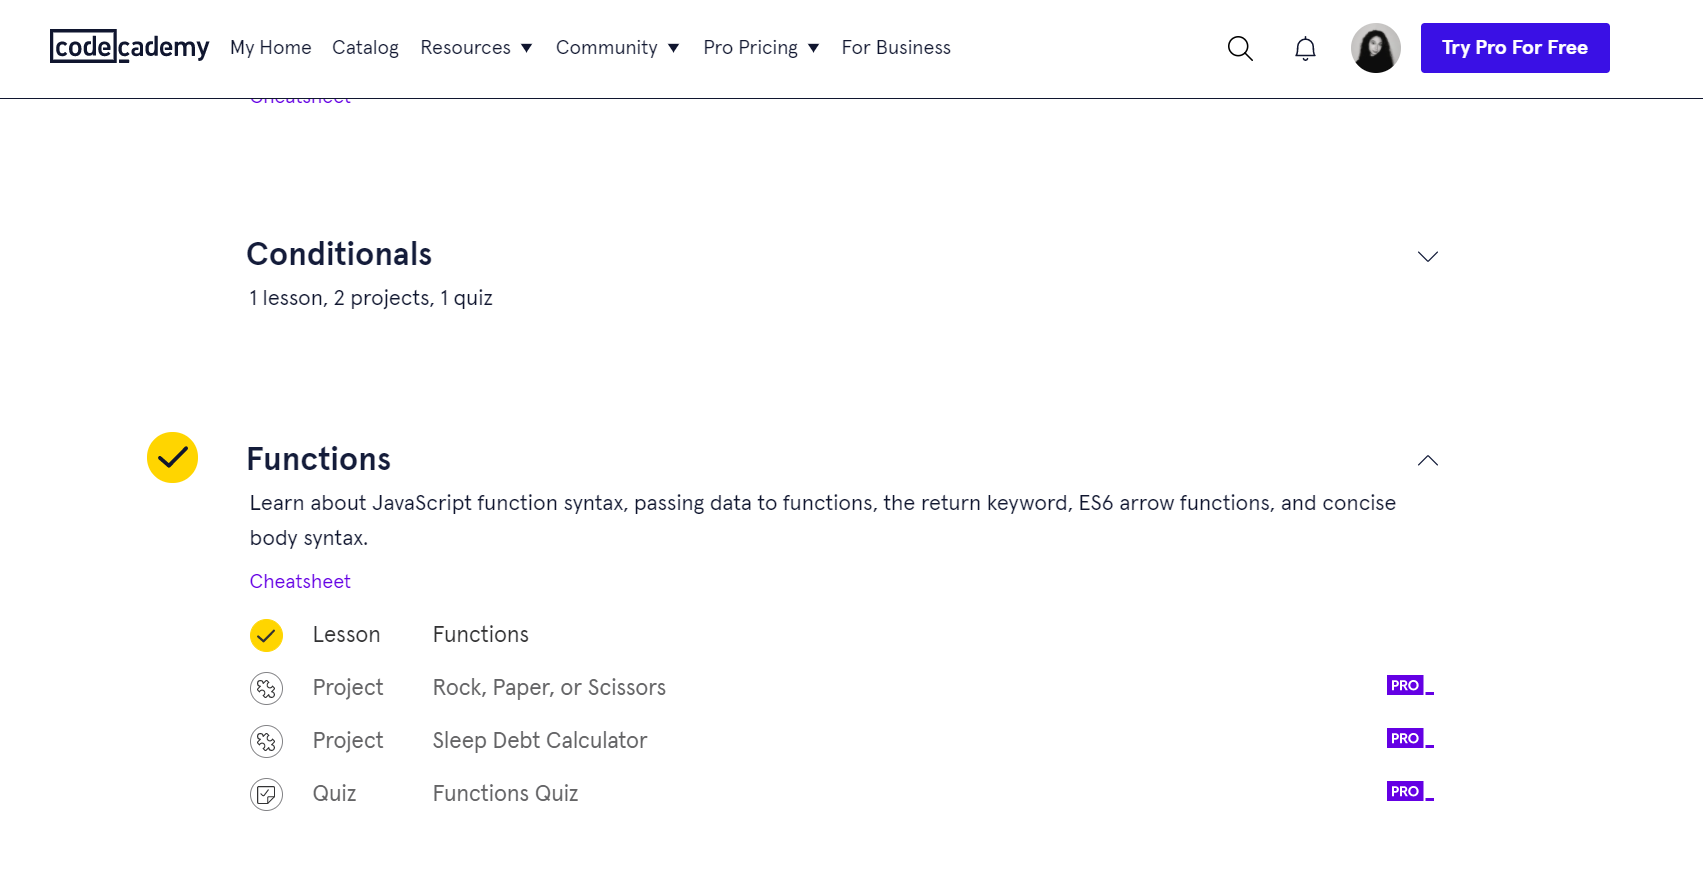 codecademy My Home Catalog Resources Community Pro Pricing For Business Try Pro For Free
Cheatsheet
Conditionals
1 lesson, 2 projects, 1 quiz
Functions
Learn about JavaScript function syntax, passing data to functions, the return keyword, ES6 arrow functions, and concise
body syntax.
Cheatsheet
Lesson Functions
Project Rock, Paper, or Scissors PRO
Project Sleep Debt Calculator PRO
Quiz Functions Quiz PRO